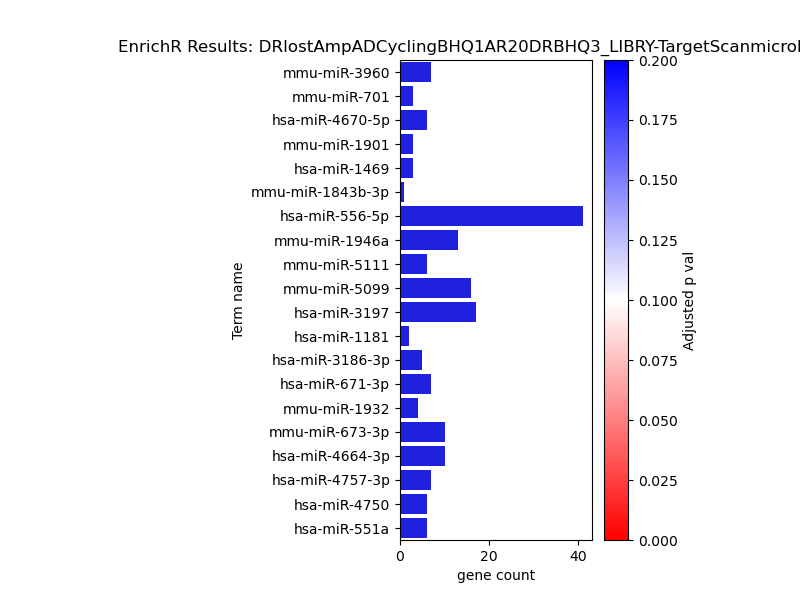 EnrichR Results: DRlostAmpADCyclingBHQ1AR20DRBHQ3_LIBRY-TargetScanmicro
mmu-miR-3960
mmu-miR-701
hsa-miR-4670-5p
mmu-miR-1901
hsa-miR-1469
mmu-miR-1843b-3p
hsa-miR-556-5p
mmu-miR-1946a
mmu-miR-5111
mmu-miR-5099
hsa-miR-3197
hsa-miR-1181
hsa-miR-3186-3p
hsa-miR-671-3p
mmu-miR-1932
mmu-miR-673-3p
hsa-miR-4664-3p
hsa-miR-4757-3p
hsa-miR-4750
hsa-miR-551a
Term name
0 20 40
gene count
0.200
0.175
0.150
0.125
0.100
0.075
0.050
0.025
0.000
Adjusted p val